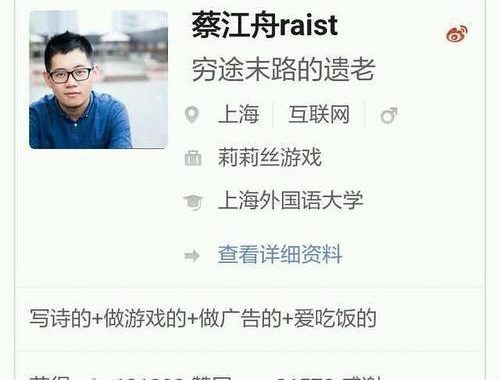 蔡江舟raist
穷途末路的遗老
上海 互联网
莉莉丝游戏
上海外国语大学
查看详细资料
写诗的+做游戏的+做广告的+爱吃饭的